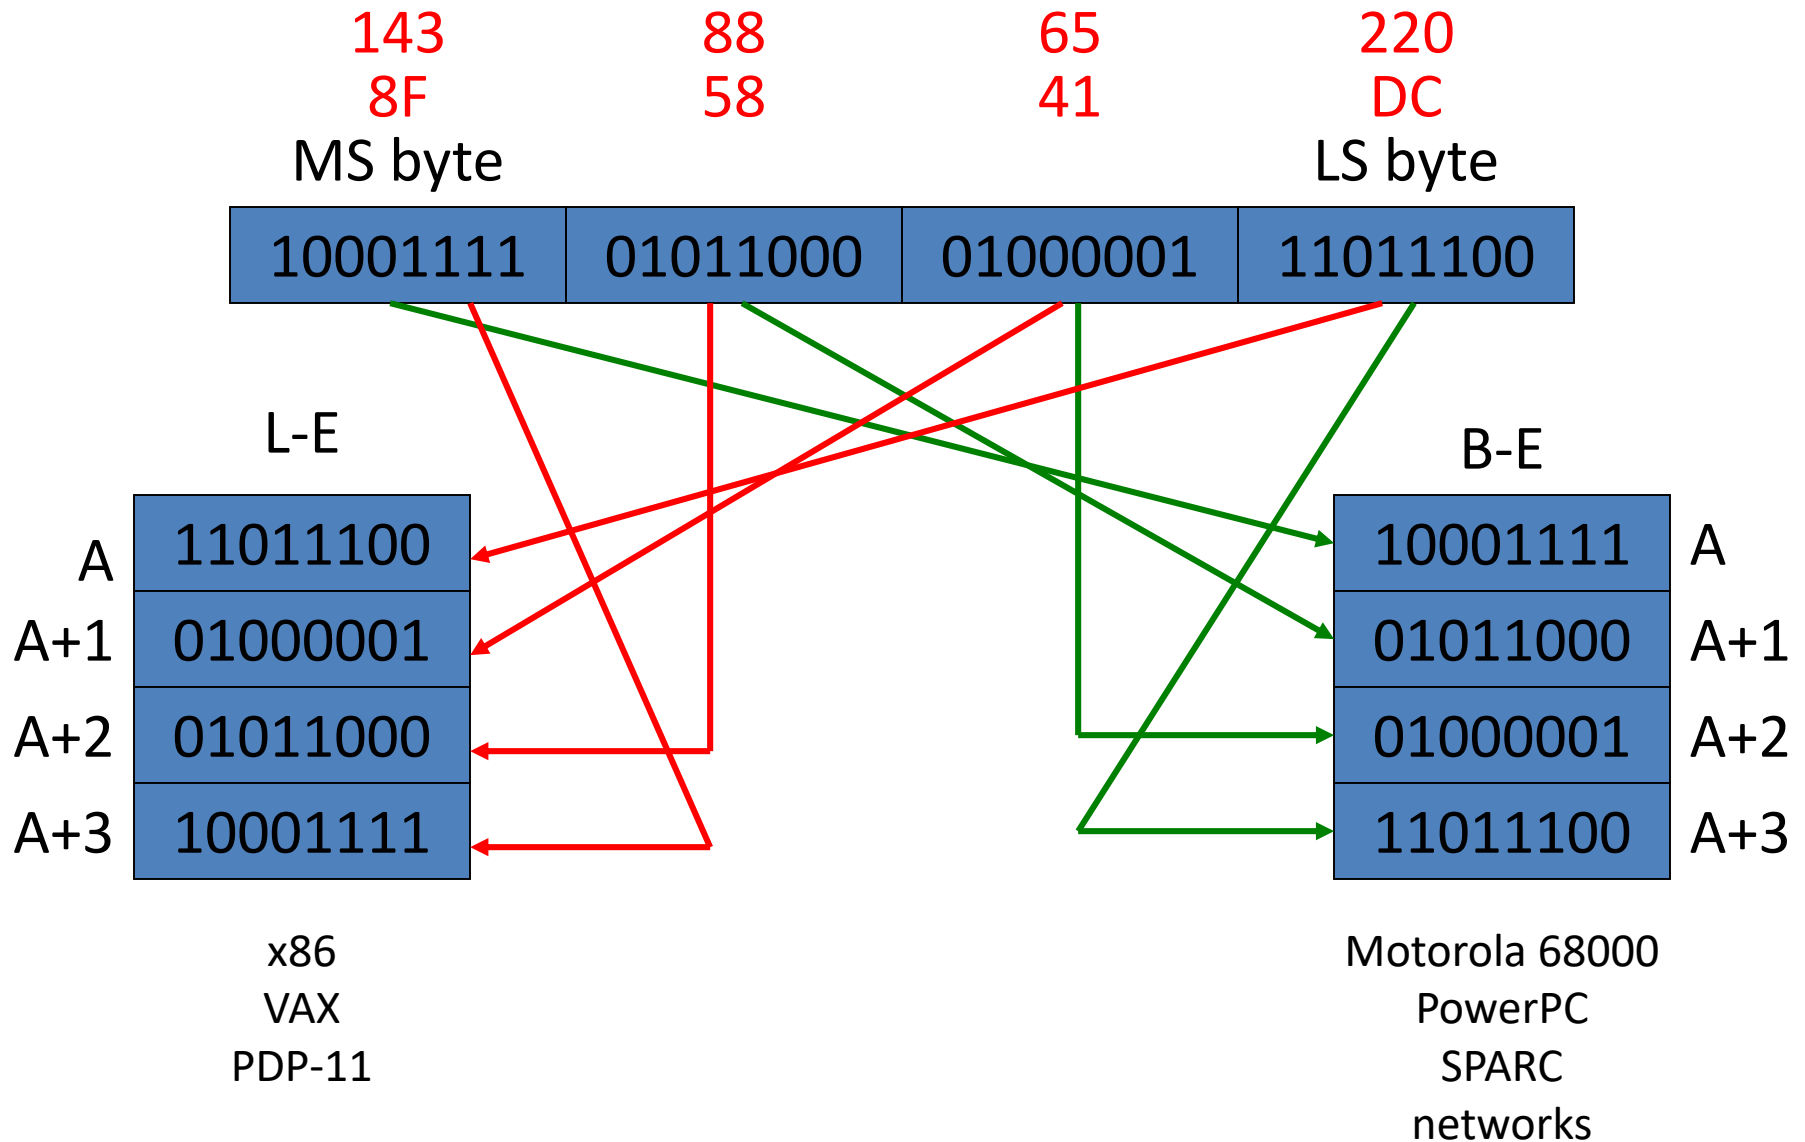 143 88 65 220
8F 58 41 DC
MS byte LS byte
10001111 01011000 01000001 11011100
L-E
B-E
A 11011100
A+1 01000001
A+2 01011000
A+3 10001111
10001111 A
01011000 A+1
01000001 A+2
11011100 A+3
x86
VAX
PDP-11
Motorola 68000
PowerPC
SPARC
networks